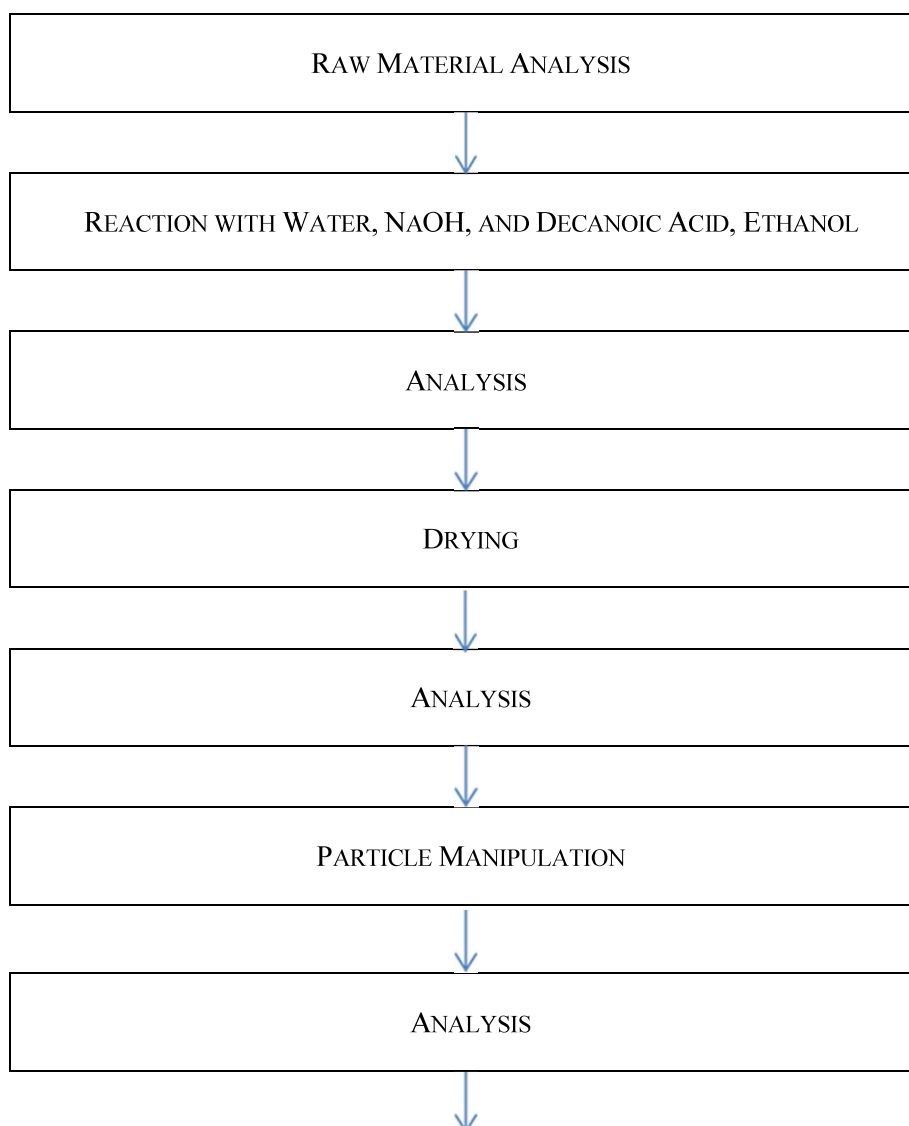 RAW MATERIAL ANALYSIS
REACTION WITH WATER, NAOH, AND DECANOIC ACID, ETHANOL
ANALYSIS
DRYING
ANALYSIS
PARTICLE MANIPULATION
ANALYSIS